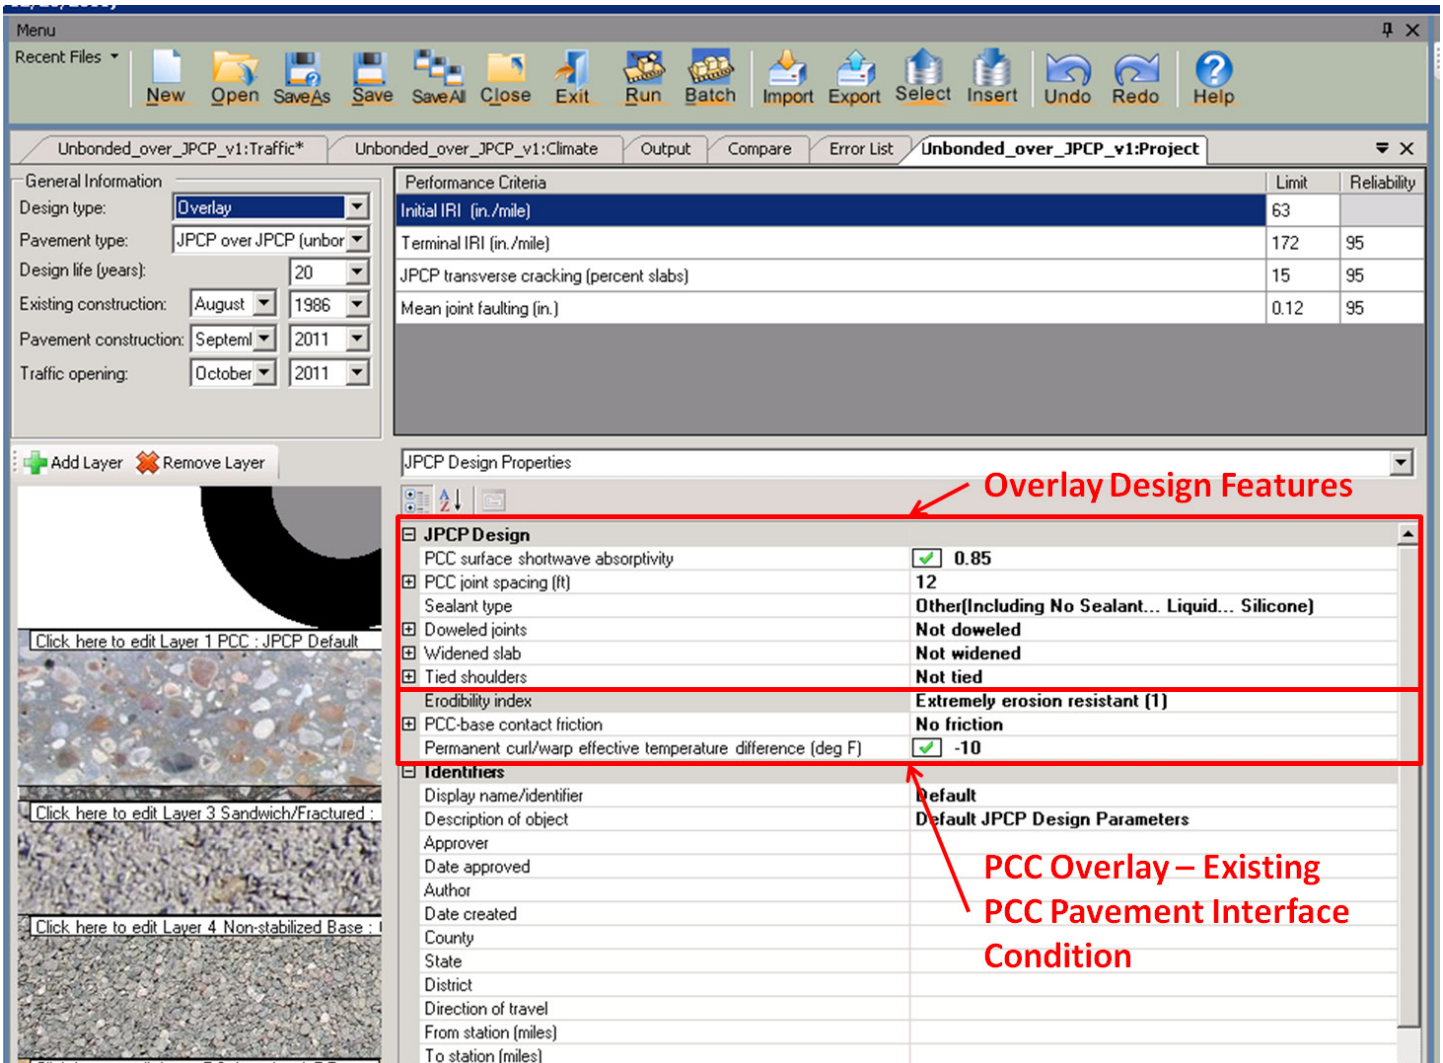 Menu
Recent Files
New
Open
SaveAs
Save
SaveAll
Close
Exit
Run
Batch
Import
Export
Select
Insert
Undo
Redo
Help
Unbonded_over_JPCP_v1:Traffic*
Unbonded_over_JPCP_v1:Climate
Output
Compare
Error List
Unbonded_over_JPCP_v1:Project
General Information
Design type: Overlay
Pavement type: JPCP over JPCP (unbor
Design life (years): 20
Existing construction: August 1986
Pavement construction: Septeml 2011
Traffic opening: October 2011
Performance Criteria Limit Reliability
Initial IRI (in./mile) 63
Terminal IRI (in./mile) 172 95
JPCP transverse cracking (percent slabs) 15 95
Mean joint faulting (in.) 0.12 95
Add Layer Remove Layer
Click here to edit Layer 1 PCC : JPCP Default
Click here to edit Layer 3 Sandwich/Fractured :
Click here to edit Layer 4 Non-stabilized Base :
JPCP Design Properties
Overlay Design Features
JPCP Design
PCC surface shortwave absorptivity 0.85
PCC joint spacing (ft) 12
Sealant type Other(Including No Sealant... Liquid... Silicone)
Doweled joints Not doweled
Widened slab Not widened
Tied shoulders Not tied
Erodibility index Extremely erosion resistant (1)
PCC-base contact friction No friction
Permanent curl/warp effective temperature difference (deg F) -10
Identifiers
Display name/identifier Default
Description of object Default JPCP Design Parameters
Approver
Date approved
Author
Date created
County
State
District
Direction of travel
From station (miles)
To station (miles)
PCC Overlay – Existing
PCC Pavement Interface
Condition